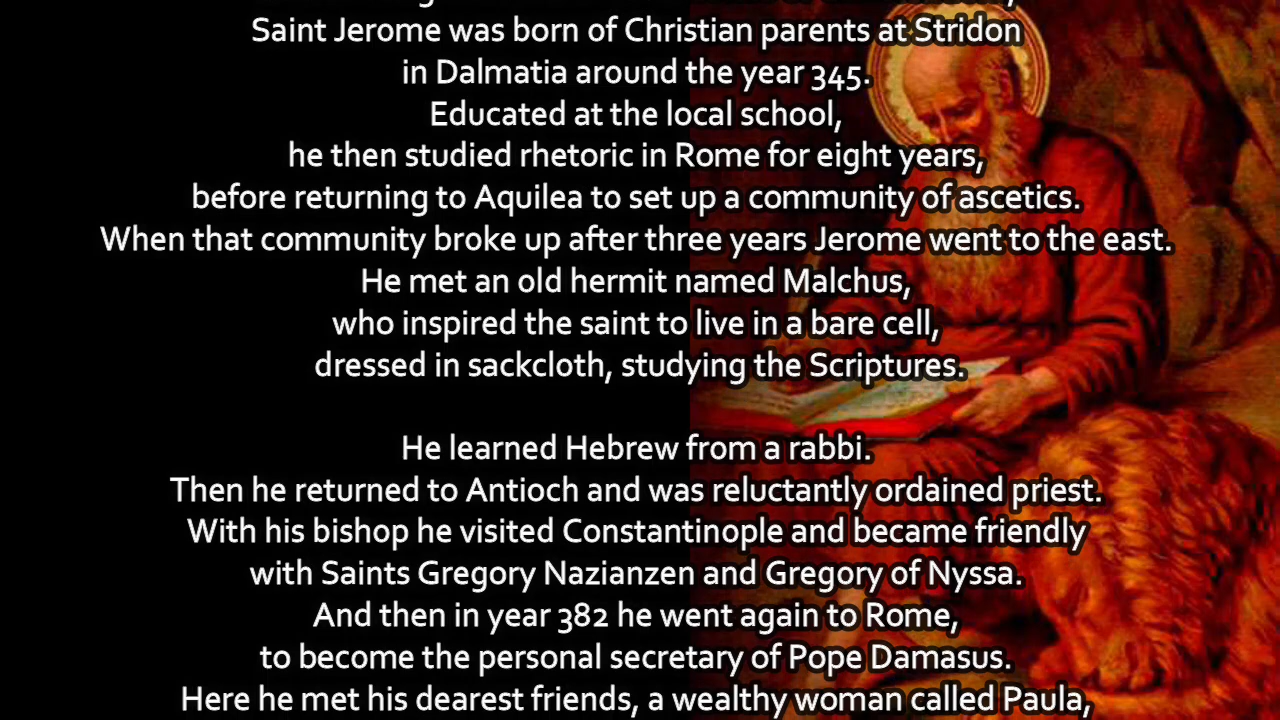 Saint Jerome was born of Christian parents at Stridon
in Dalmatia around the year 345.
Educated at the local school,
he then studied rhetoric in Rome for eight years,
before returning to Aquilea to set up a community of ascetics.
When that community broke up after three years Jerome went to the east.
He met an old hermit named Malchus,
who inspired the saint to live in a bare cell,
dressed in sackcloth, studying the Scriptures.
He learned Hebrew from a rabbi.
Then he returned to Antioch and was reluctantly ordained priest.
With his bishop he visited Constantinople and became friendly
with Saints Gregory Nazianzen and Gregory of Nyssa.
And then in year 382 he went again to Rome,
to become the personal secretary of Pope Damasus.
Here he met his dearest friends, a wealthy woman called Paula,